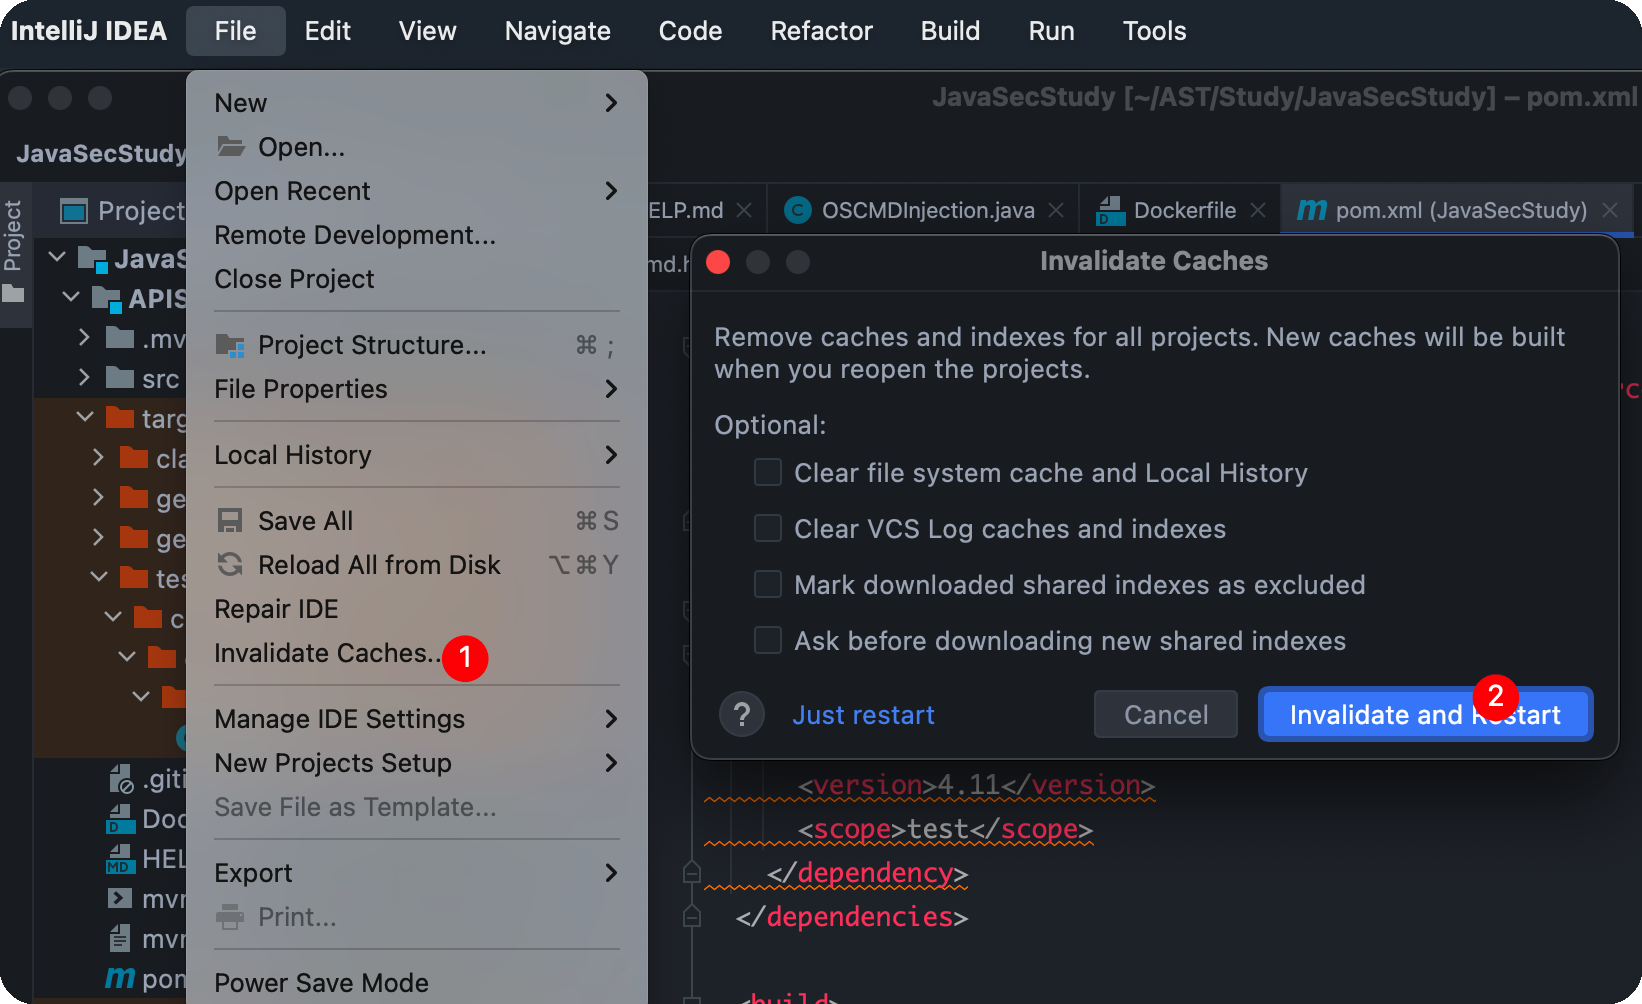 IntelliJ IDEA File Edit View Navigate Code Refactor Build Run Tools
JavaSecStudy [~/AST/Study/JavaSecStudy] – pom.xml
JavaSecStudy
Project
Project
ELP.md
OSCMDInjection.java
Dockerfile
pom.xml (JavaSecStudy)
JavaS
APIS
.mv
src
targ
cla
ge
ge
tes
c
.giti
Doc
HEL
mvn
mvn
pom
New
Open...
Open Recent
Remote Development...
Close Project
Project Structure... ⌘ ;
File Properties
Local History
Save All ⌘ S
Reload All from Disk ⌥ ⌘ Y
Repair IDE
Invalidate Caches..
1
Manage IDE Settings
New Projects Setup
Save File as Template...
Export
Print...
Power Save Mode
md.h
Invalidate Caches
Remove caches and indexes for all projects. New caches will be built
when you reopen the projects.
Optional:
Clear file system cache and Local History
Clear VCS Log caches and indexes
Mark downloaded shared indexes as excluded
Ask before downloading new shared indexes
? Just restart Cancel Invalidate and Restart
2
"C
<version>4.11</version>
<scope>test</scope>
</dependency>
</dependencies>
<build>